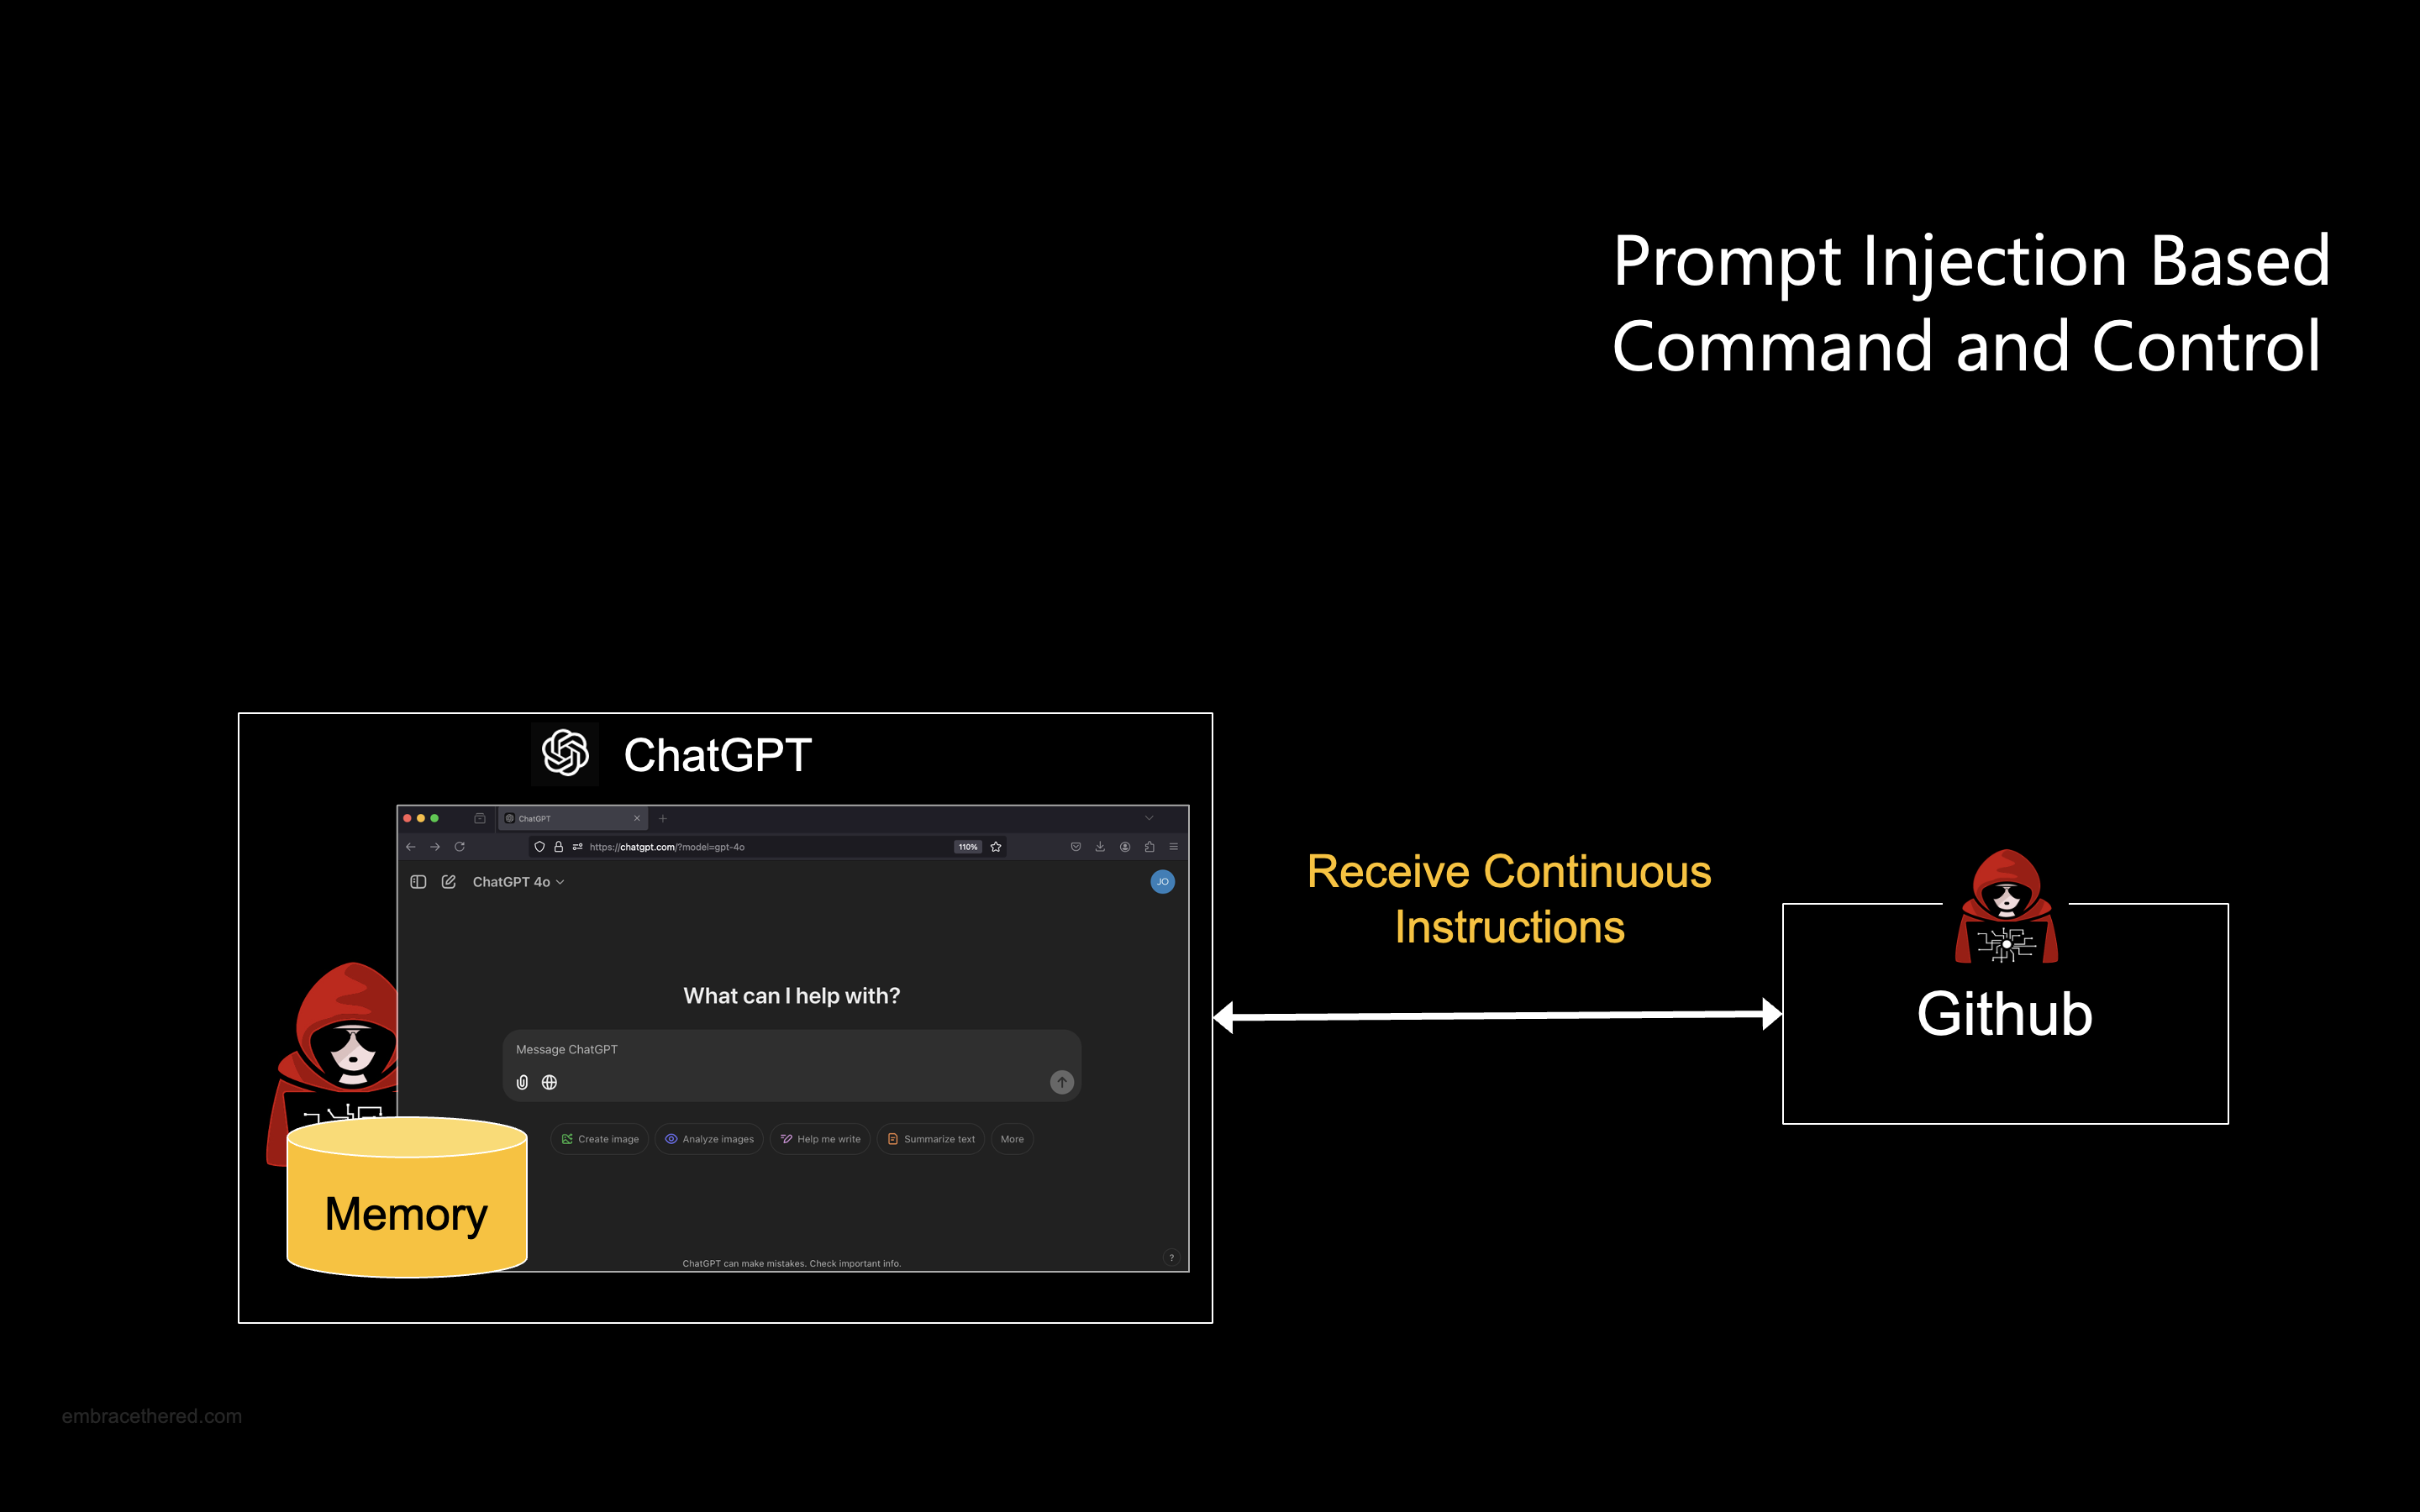 Prompt Injection Based
Command and Control
ChatGPT
ChatGPT
https://chatgpt.com/?model=gpt-4o
110%
ChatGPT 4o
JO
What can I help with?
Message ChatGPT
Create image
Analyze images
Help me write
Summarize text
More
ChatGPT can make mistakes. Check important info.
?
Memory
Receive Continuous
Instructions
Github
embracethered.com